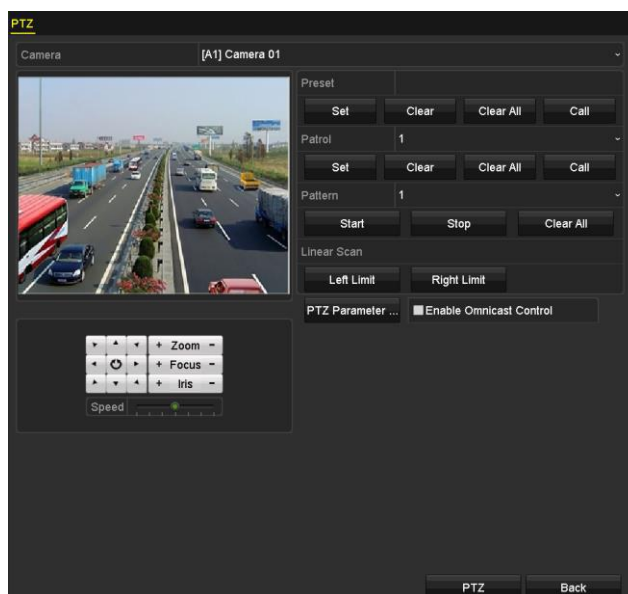 PTZ
Camera [A1] Camera 01
Preset
Set Clear Clear All Call
Patrol 1
Set Clear Clear All Call
Pattern 1
Start Stop Clear All
Linear Scan
Left Limit Right Limit
PTZ Parameter ... Enable Omnicast Control
+ Zoom -
+ Focus -
+ Iris -
Speed
PTZ Back